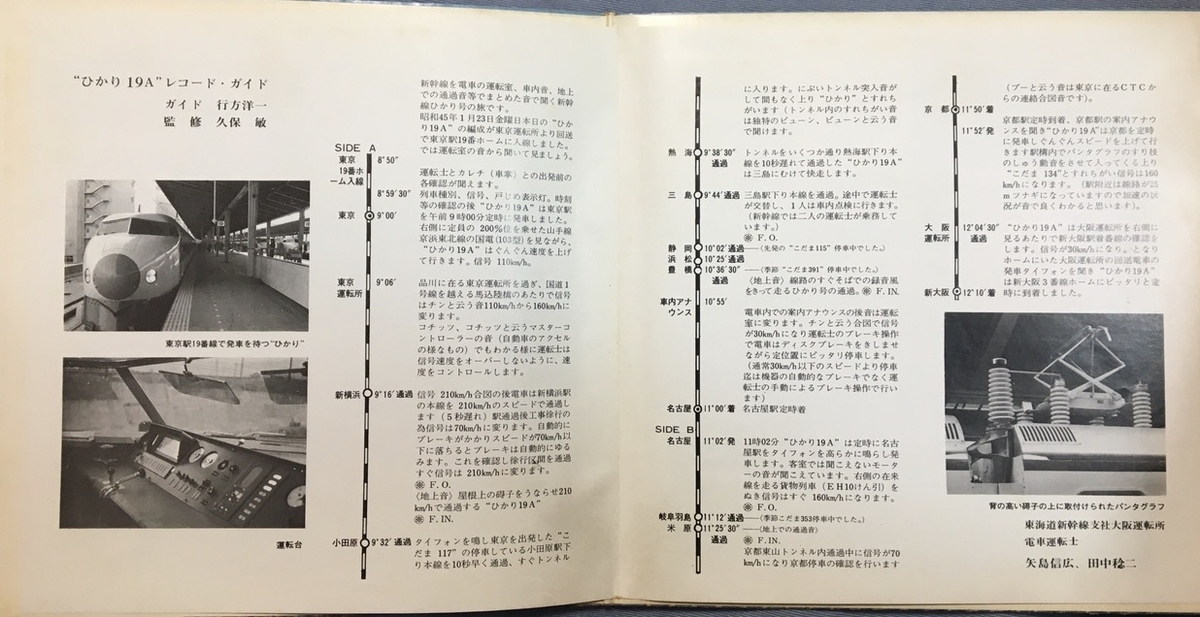 “ひかり 19A”レコード・ガイド
ガイド 行方洋一
監修 久保 敏
東京駅19番線で発車を待つ“ひかり”
運転台
新幹線を電車の運転室、車内音、地上
での通過音等でまとめた音で聞く新幹
線ひかり号の旅です。
昭和45年1月23日金曜日本日の“ひか
り19A”の編成が東京運転所より回送
で東京駅19番ホームに入線しました。
では運転室の音から聞いて見ましょう。
SIDE A
東京
19番ホ
ーム入線
8°50″
運転士とカレチ（車掌）との出発前の
各確認が聞えます。
8°59′30″
列車種別、信号、戸じめ表示灯。時刻
等の確認の後“ひかり19A”は東京駅
東京
9°00′
を午前9時00分定時に発車しました。
右側に定員の 200%位を乗せた山手線
京浜東北線の国電（103型）を見ながら、
“ひかり19A”はぐんぐん速度を上げ
て行きます。信号 110km/h。
東京
運転所
9°06′
品川に在る東京運転所を過ぎ、国道1
号線を越える馬込陸橋のあたりで信号
はチンと云う音110km/hから160km/hに
変ります。
コチッツ、コチッツと云うマスターコ
ントローラーの音（自動車のアクセル
の様なもの）でもわかる様に運転士は
信号速度をオーバーしないように、速
度をコントロールします。
新横浜
9°16′通過
信号 210km/h合図の後電車は新横浜駅
の本線を 210km/hのスピードで通過しま
す（5秒遅れ）駅通過後工事徐行の
為信号は70kmに変ります。自動的に
ブレーキがかかりスピードが70km/h以
下に落ちるとブレーキは自動的にゆる
みます。これを確認し徐行区間を通過
すぐ信号は 210km/hに変ります。
※ F.O.
〈地上音〉屋根上の碍子をうならせ210
km/hで通過する“ひかり19A”
※ F.IN.
小田原
9°32′通過
タイフォンを鳴し東京を出発した“こ
だま 117”の停車している小田原駅下
り本線を10秒早く通過、すぐトンネル
に入ります。にぶいトンネル突入音が
して間もなく上り“ひかり”とすれち
がいます（トンネル内のすれちがい音
は独特のビューン、ビューンと云う音
で聞けます。
熱海
9°38′30″
通過
トンネルをいくつか通り熱海駅下り本
線を10秒遅れて通過した“ひかり19A”
は三島にむけて快走します。
三島
9°44′通過
三島駅下り本線を通過。途中で運転士
が交替し、1人は車内点検に行きます。
（新幹線では二人の運転士が乗務して
います）
※ F.O.
静岡
10°02′通過
（先発の“こだま115”停車中でした。）
浜松
10°25′通過
豊橋
10°36′30″
通過
（季節“こだま391”停車中でした。）
〈地上音〉線路のすぐそばでの録音風
をきって走るひかり号の通過。※ F.IN.
車内アナ
ウンス
10°55′
電車内での案内アナウンスの後音は運転
室に変ります。チンと云う合図で信号
が30km/hになり運転士のブレーキ操作
で電車はディスクブレーキをきしませ
ながら定位置にピッタリ停車します。
（通常30km/h以下のスピードより停車
迄は機器の自動的なブレーキでなく運
転士の手動によるブレーキ操作で行い
ます）
名古屋
11°00′着
名古屋駅定時着
SIDE B
名古屋
11°02′発
11時02分“ひかり19A”は定時に名古
屋駅をタイフォンを高らかに鳴らし発
車します。客室では聞こえないモータ
ーの音が聞こえています。右側の在来
線を走る貨物列車（EH10けん引）を
ぬき信号はすぐ 160km/hになります。
※ F.O.
岐阜羽島
11°12′通過
（季節こだま353停車中でした。）
米原
11°25′30″
通過
〈地上での通過音〉
※ F.IN.
京都東山トンネル内通過中に信号が70
km/hになり京都停車の確認を行います
（ブーと云う音は東京に在るCTCか
らの連絡合図音です）。
京都
11°50′着
11°52′発
京都駅定時到着、京都駅の案内アナウ
ンスを聞き“ひかり19A”は京都を定時
に発車しぐんぐんスピードを上げて行
きます駅構内でパンタグラフのすり板
のしゅう動音をさせて入ってくる上り
“こだま 134”とすれちがい信号は160
km/hになります。（駅附近は線路が25
mツナギになっていますので加速の状
況が音で良くわかると思います）。
大阪
運転所
12°04′30″
通過
“ひかり19A”は大阪運転所を右側に
見るあたりで新大阪駅着番線の確認を
します。信号が30km/hになり。となり
ホームにいた大阪運転所の回送電車の
発車タイフォンを聞き“ひかり19A”
は新大阪3番線ホームにピッタリと定
新大阪
12°10′着
時に到着しました。
背の高い碍子の上に取付けられたパンタグラフ
東海道新幹線支社大阪運転所
電車運転士
矢島信広、田中稔二